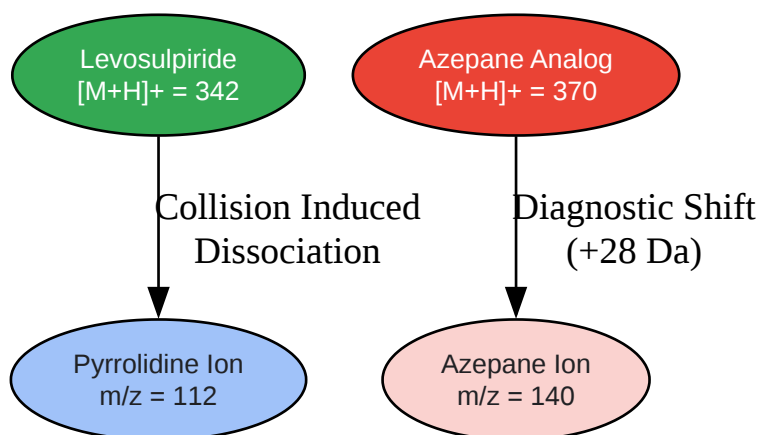 Levosulpiride
[M+H]+ = 342
Azepane Analog
[M+H]+ = 370
Collision Induced
Dissociation
Diagnostic Shift
(+28 Da)
Pyrrolidine Ion
m/z = 112
Azepane Ion
m/z = 140